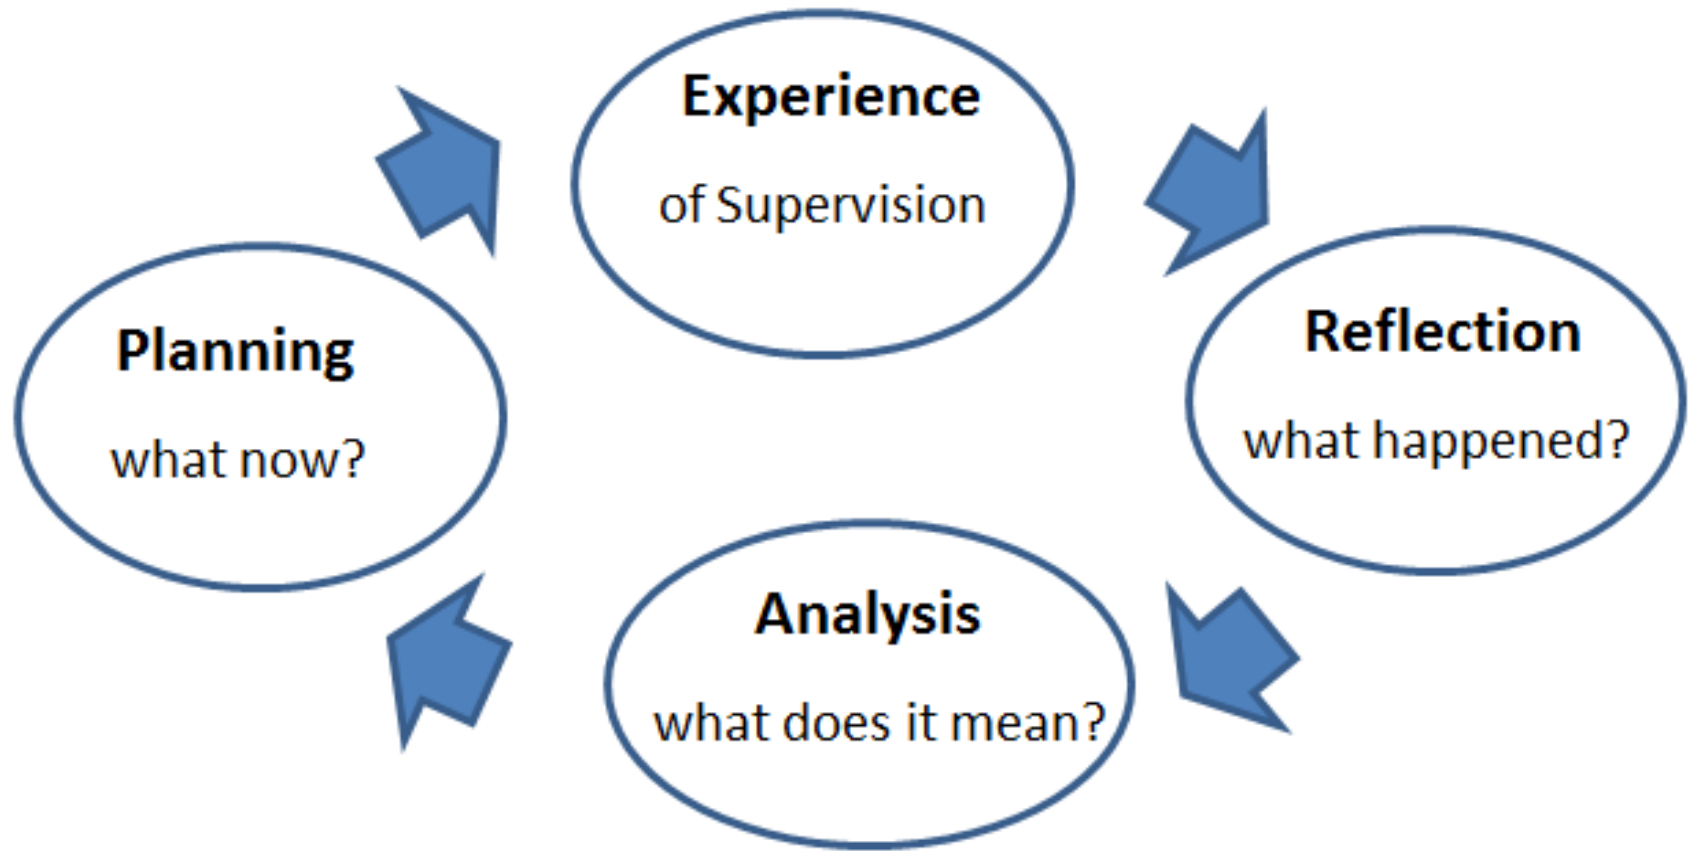 Experience
of Supervision
Reflection
what happened?
Analysis
what does it mean?
Planning
what now?